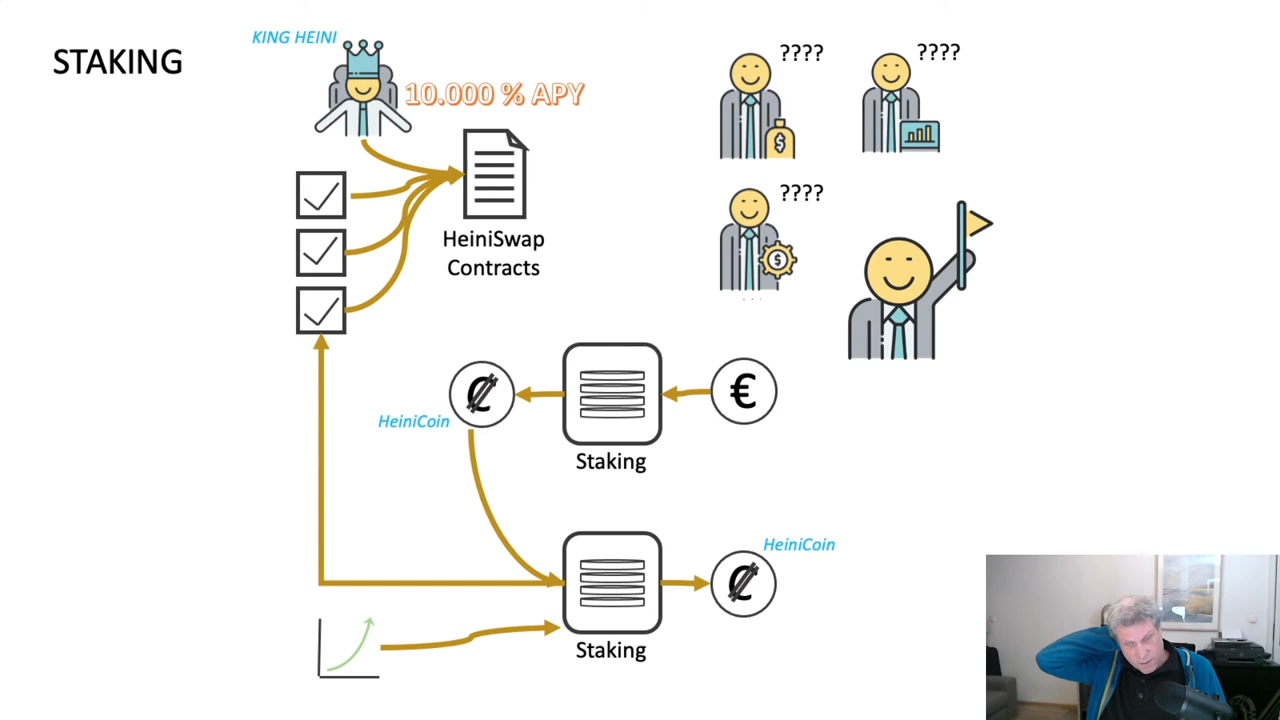 STAKING
KING HEINI
10.000 % APY
????
????
????
HeiniSwap
Contracts
€
HeiniCoin
Staking
HeiniCoin
Staking